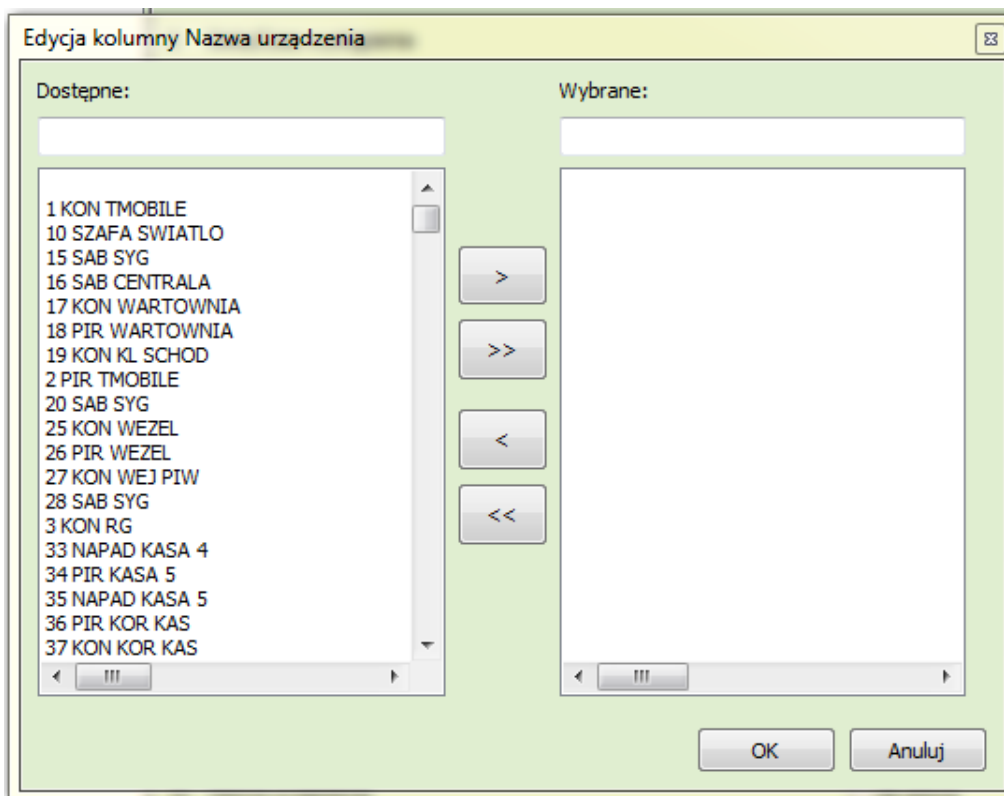 Edycja kolumny Nazwa urządzenia
Dostępne:
Wybrane:
1 KON TMOBILE
10 SZAFA SWIATLO
15 SAB SYG
16 SAB CENTRALA
17 KON WARTOWNIA
18 PIR WARTOWNIA
19 KON KL SCHOD
2 PIR TMOBILE
20 SAB SYG
25 KON WEZEL
26 PIR WEZEL
27 KON WEJ PIW
28 SAB SYG
3 KON RG
33 NAPAD KASA 4
34 PIR KASA 5
35 NAPAD KASA 5
36 PIR KOR KAS
37 KON KOR KAS
>
>>
<
<<
OK
Anuluj